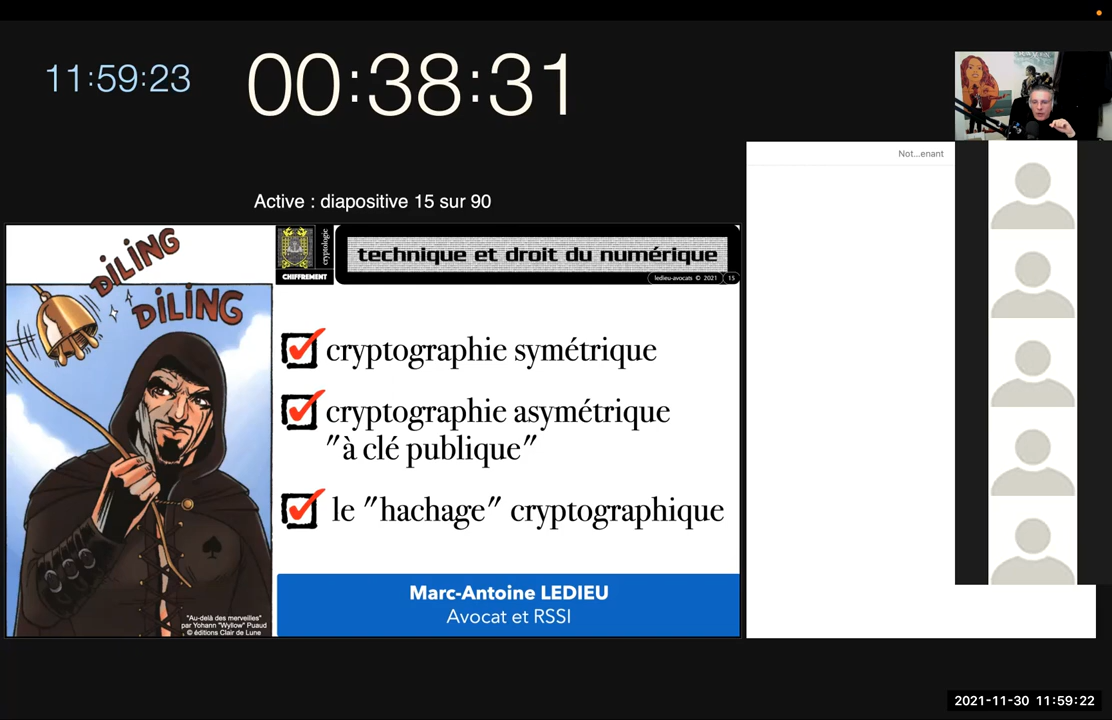 11:59:23
00:38:31
Not...enant
Active : diapositive 15 sur 90
DiLiNG
DiLiNG
cryptologie
CHIFFREMENT
technique et droit du numérique
ledieu-avocats © 2021
15
cryptographie symétrique
cryptographie asymétrique
"à clé publique"
le "hachage" cryptographique
Marc-Antoine LEDIEU
Avocat et RSSI
"Au-delà des merveilles"
par Yohann "Wyllow" Puaud
© éditions Clair de Lune
2021-11-30 11:59:22